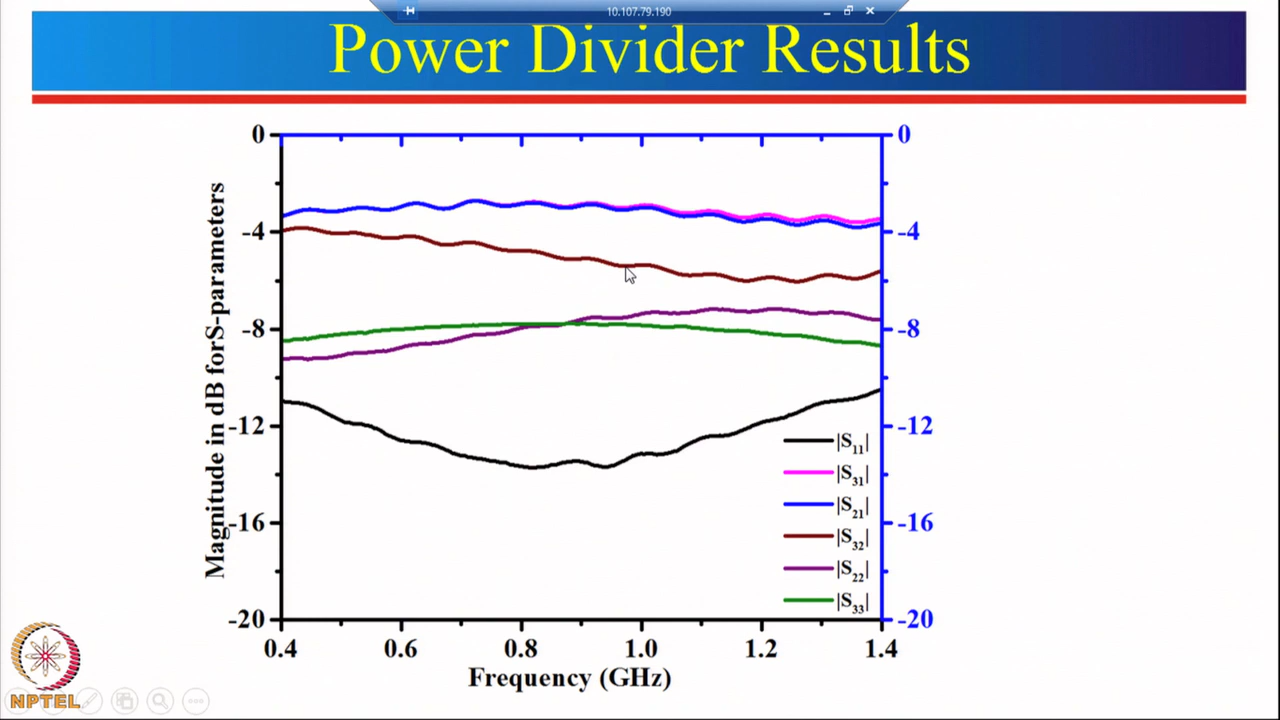 10.107.79.190
Power Divider Results
Magnitude in dB forS-parameters
0
-4
-8
-12
-16
-20
0
-4
-8
-12
-16
-20
|S11|
|S31|
|S21|
|S32|
|S22|
|S33|
0.4 0.6 0.8 1.0 1.2 1.4
Frequency (GHz)
NPTEL